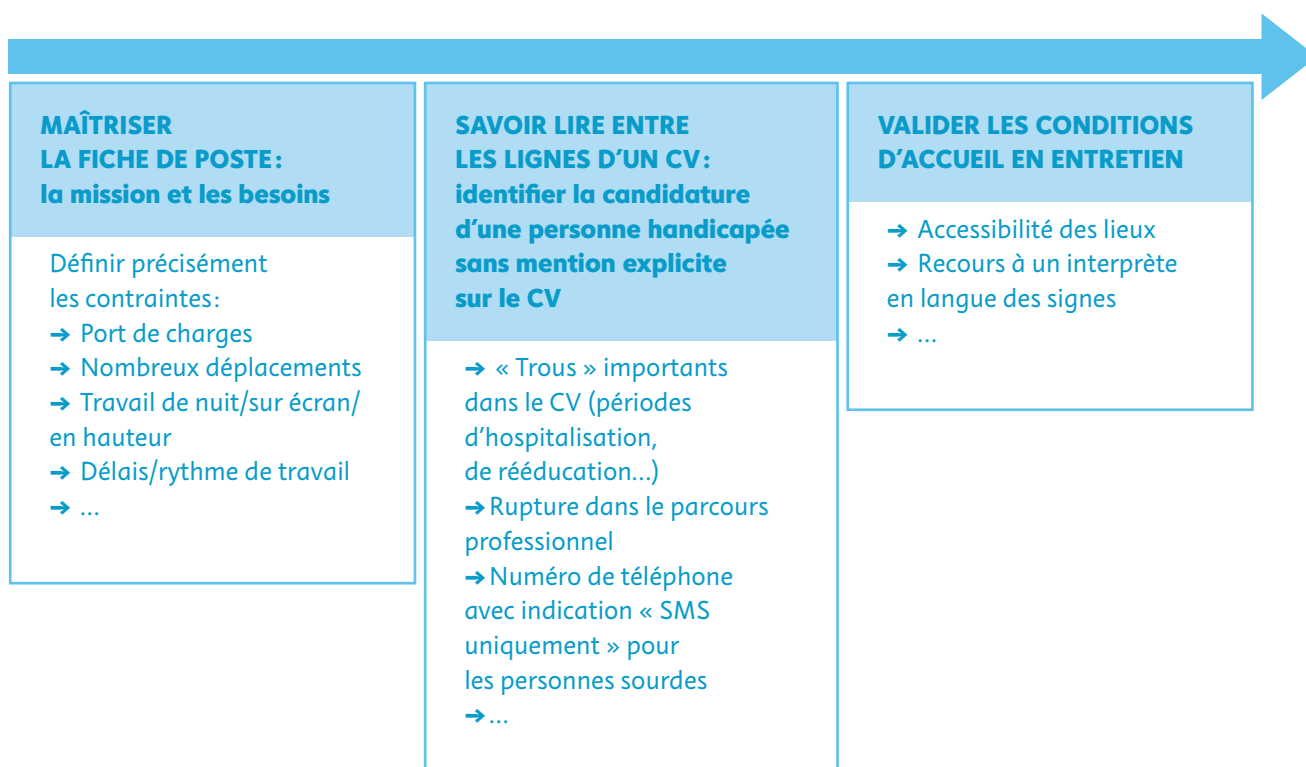 MAÎTRISER
LA FICHE DE POSTE :
la mission et les besoins
Définir précisément
les contraintes :
→ Port de charges
→ Nombreux déplacements
→ Travail de nuit/sur écran/
en hauteur
→ Délais/rythme de travail
→ ...
SAVOIR LIRE ENTRE
LES LIGNES D'UN CV :
identifier la candidature
d'une personne handicapée
sans mention explicite
sur le CV
→ « Trous » importants
dans le CV (périodes
d'hospitalisation,
de rééducation...)
→ Rupture dans le parcours
professionnel
→ Numéro de téléphone
avec indication « SMS
uniquement » pour
les personnes sourdes
→ ...
VALIDER LES CONDITIONS
D'ACCUEIL EN ENTRETIEN
→ Accessibilité des lieux
→ Recours à un interprète
en langue des signes
→ ...